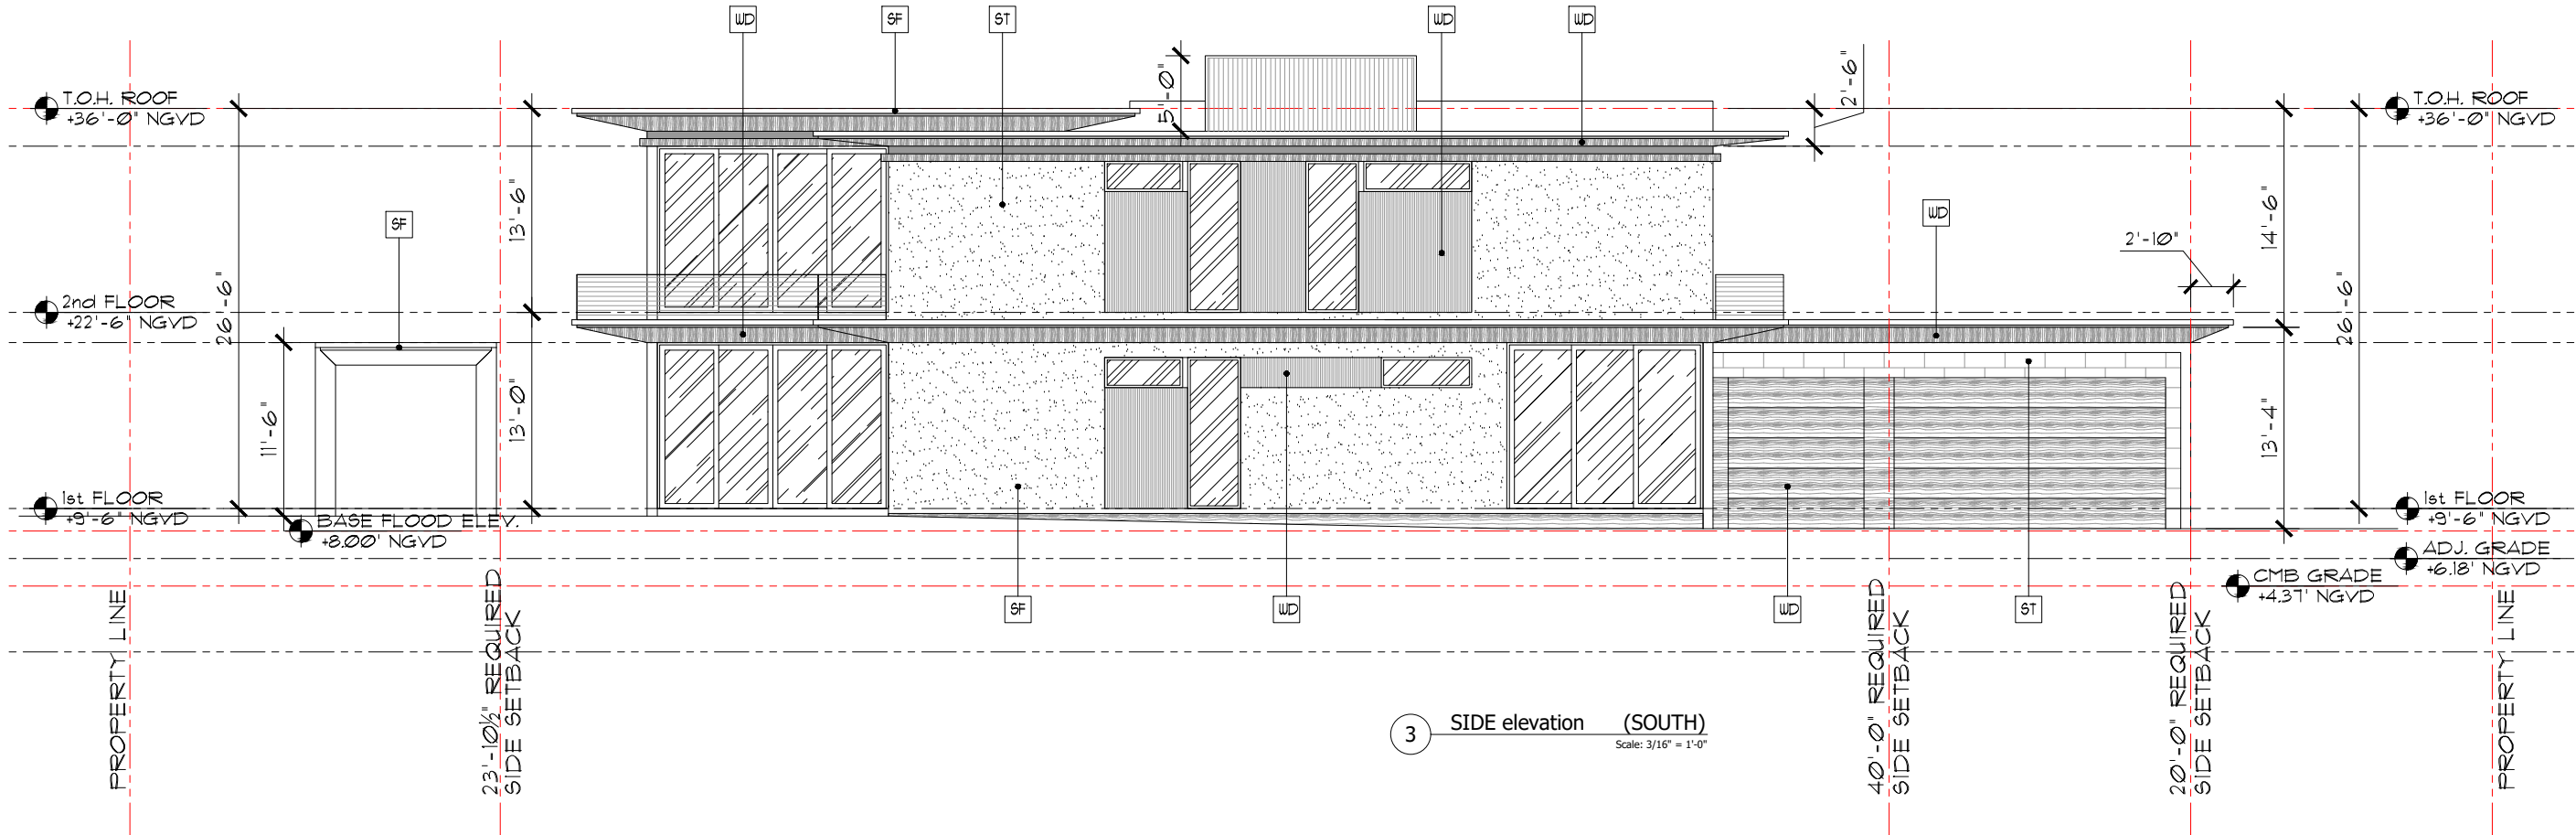 WD
SF
ST
WD
WD
2'-6"
5'-0"
T.O.H. ROOF
+36'-0" NGVD
T.O.H. ROOF
+36'-0" NGVD
13'-6"
14'-6"
SF
WD
2'-10"
26'-6"
26'-6"
2nd FLOOR
+22'-6" NGVD
11'-6"
13'-0"
13'-4"
1st FLOOR
+9'-6" NGVD
1st FLOOR
+9'-6" NGVD
BASE FLOOD ELEV.
+8.00' NGVD
ADJ. GRADE
+6.18' NGVD
CMB GRADE
+4.37' NGVD
SF
WD
WD
ST
PROPERTY LINE
23'-10½" REQUIRED
SIDE SETBACK
40'-0" REQUIRED
SIDE SETBACK
20'-0" REQUIRED
SIDE SETBACK
PROPERTY LINE
3
SIDE elevation (SOUTH)
Scale: 3/16" = 1'-0"